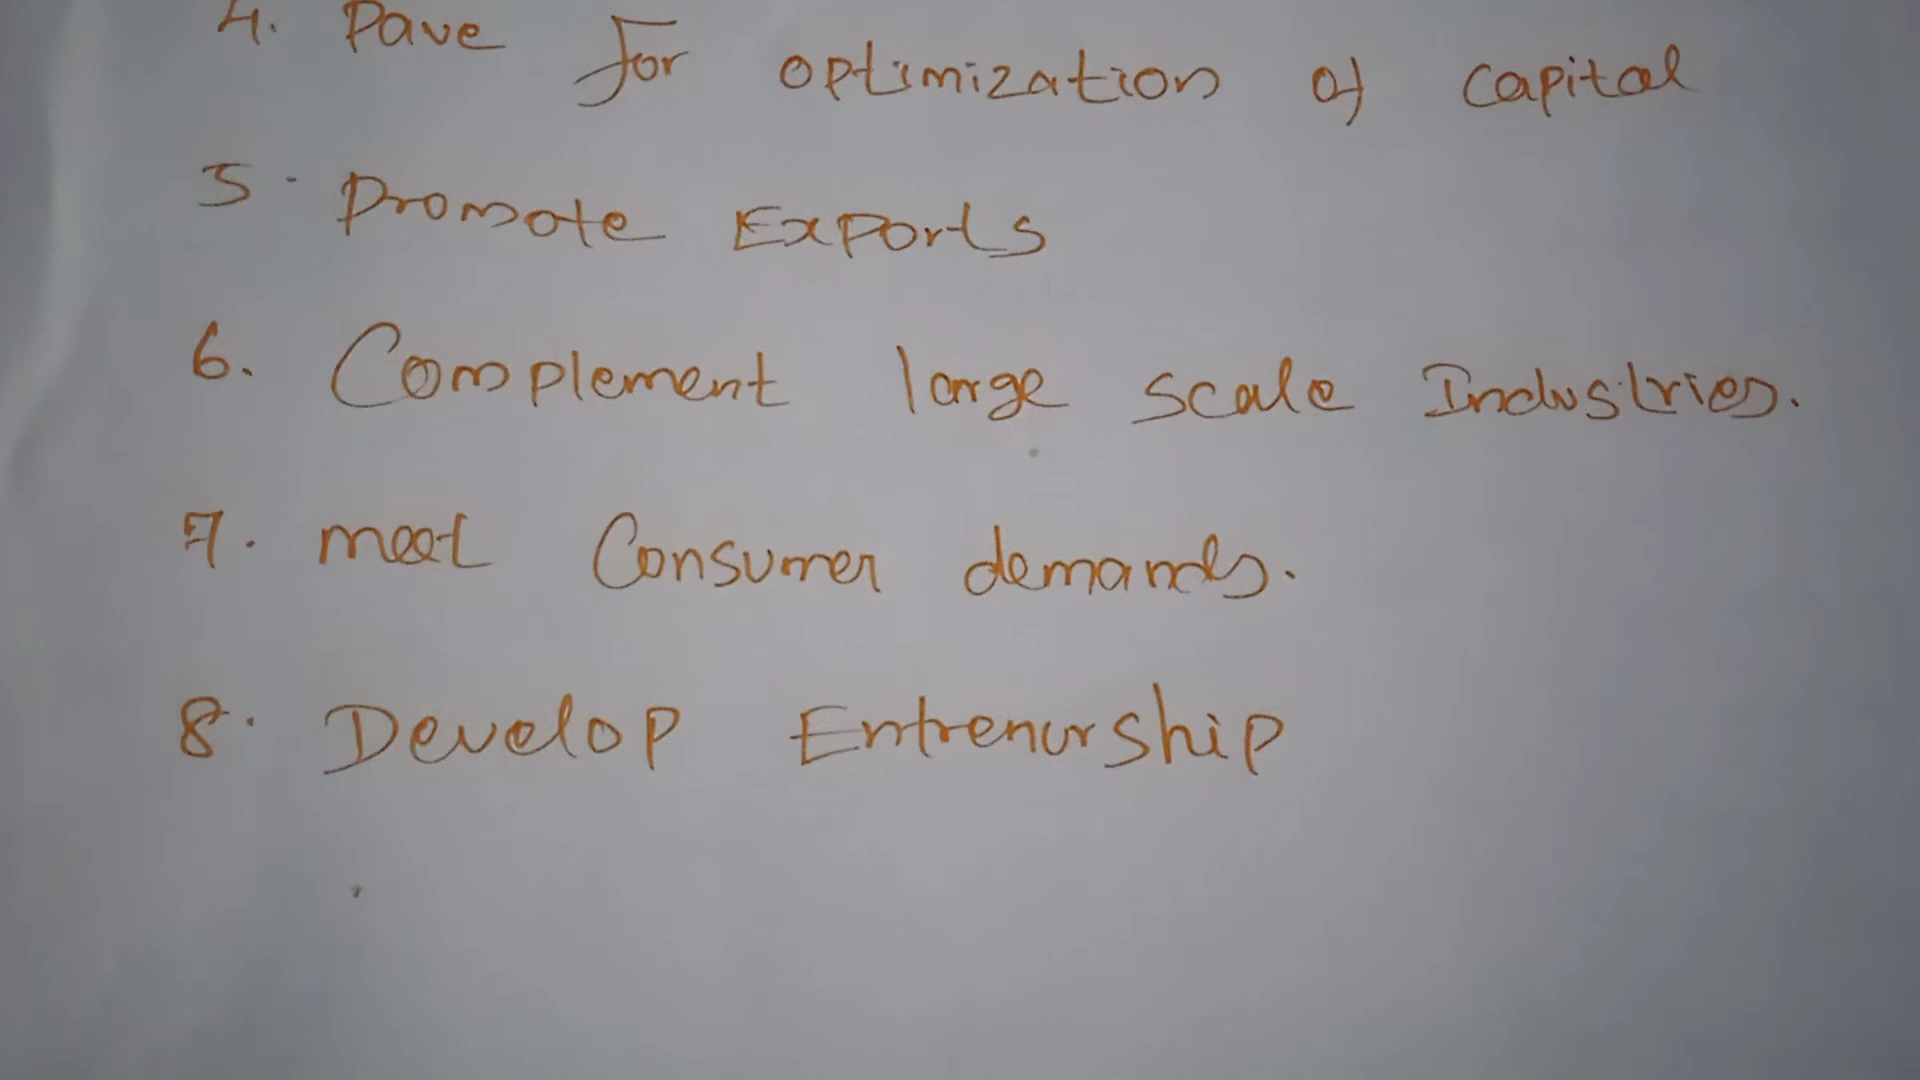 4. Pave for optimization of capital
5. Promote Exports
6. Complement large scale Industries.
7. meet Consumer demands.
8. Develop Entrenurship